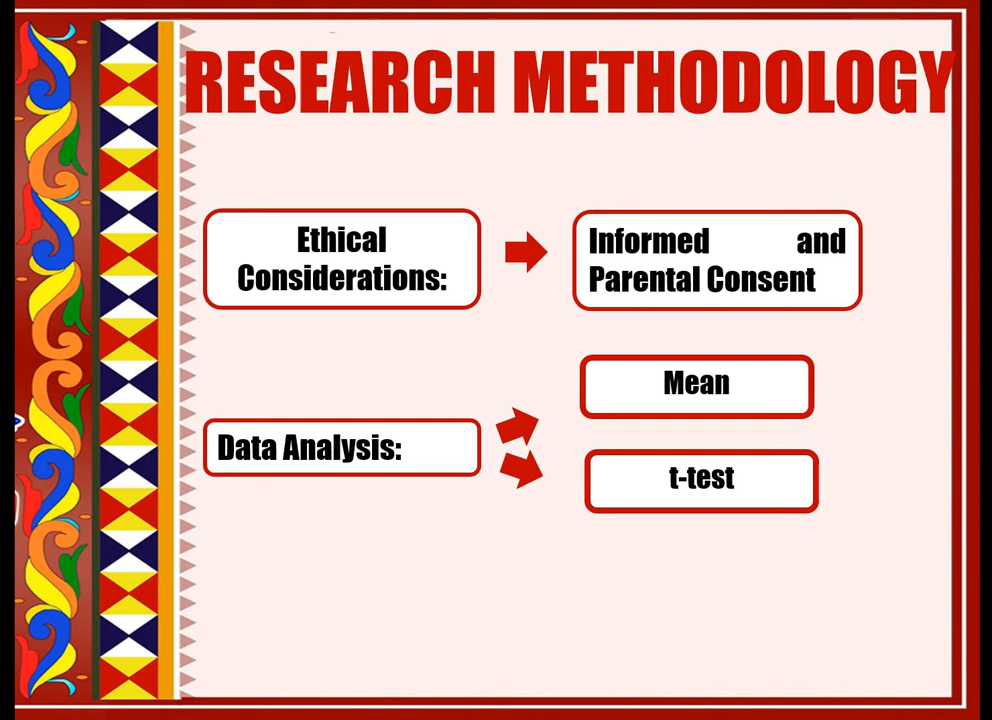 RESEARCH METHODOLOGY
Ethical
Considerations:
Informed and
Parental Consent
Mean
Data Analysis:
t-test